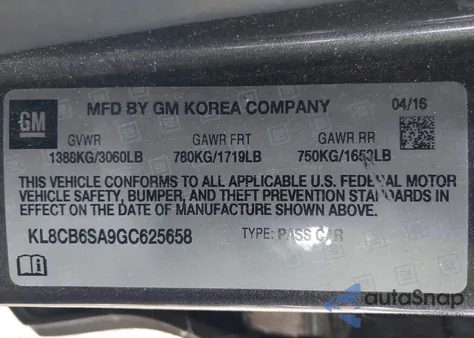 GM
MFD BY GM KOREA COMPANY 04/16
GVWR GAWR FRT GAWR RR
1388KG/3060LB 780KG/1719LB 750KG/1653LB
THIS VEHICLE CONFORMS TO ALL APPLICABLE U.S. FEDERAL MOTOR
VEHICLE SAFETY, BUMPER, AND THEFT PREVENTION STANDARDS
IN EFFECT ON THE DATE OF MANUFACTURE SHOWN ABOVE.
KL8CB6SA9GC625658 TYPE: PASS CAR
autoSnap